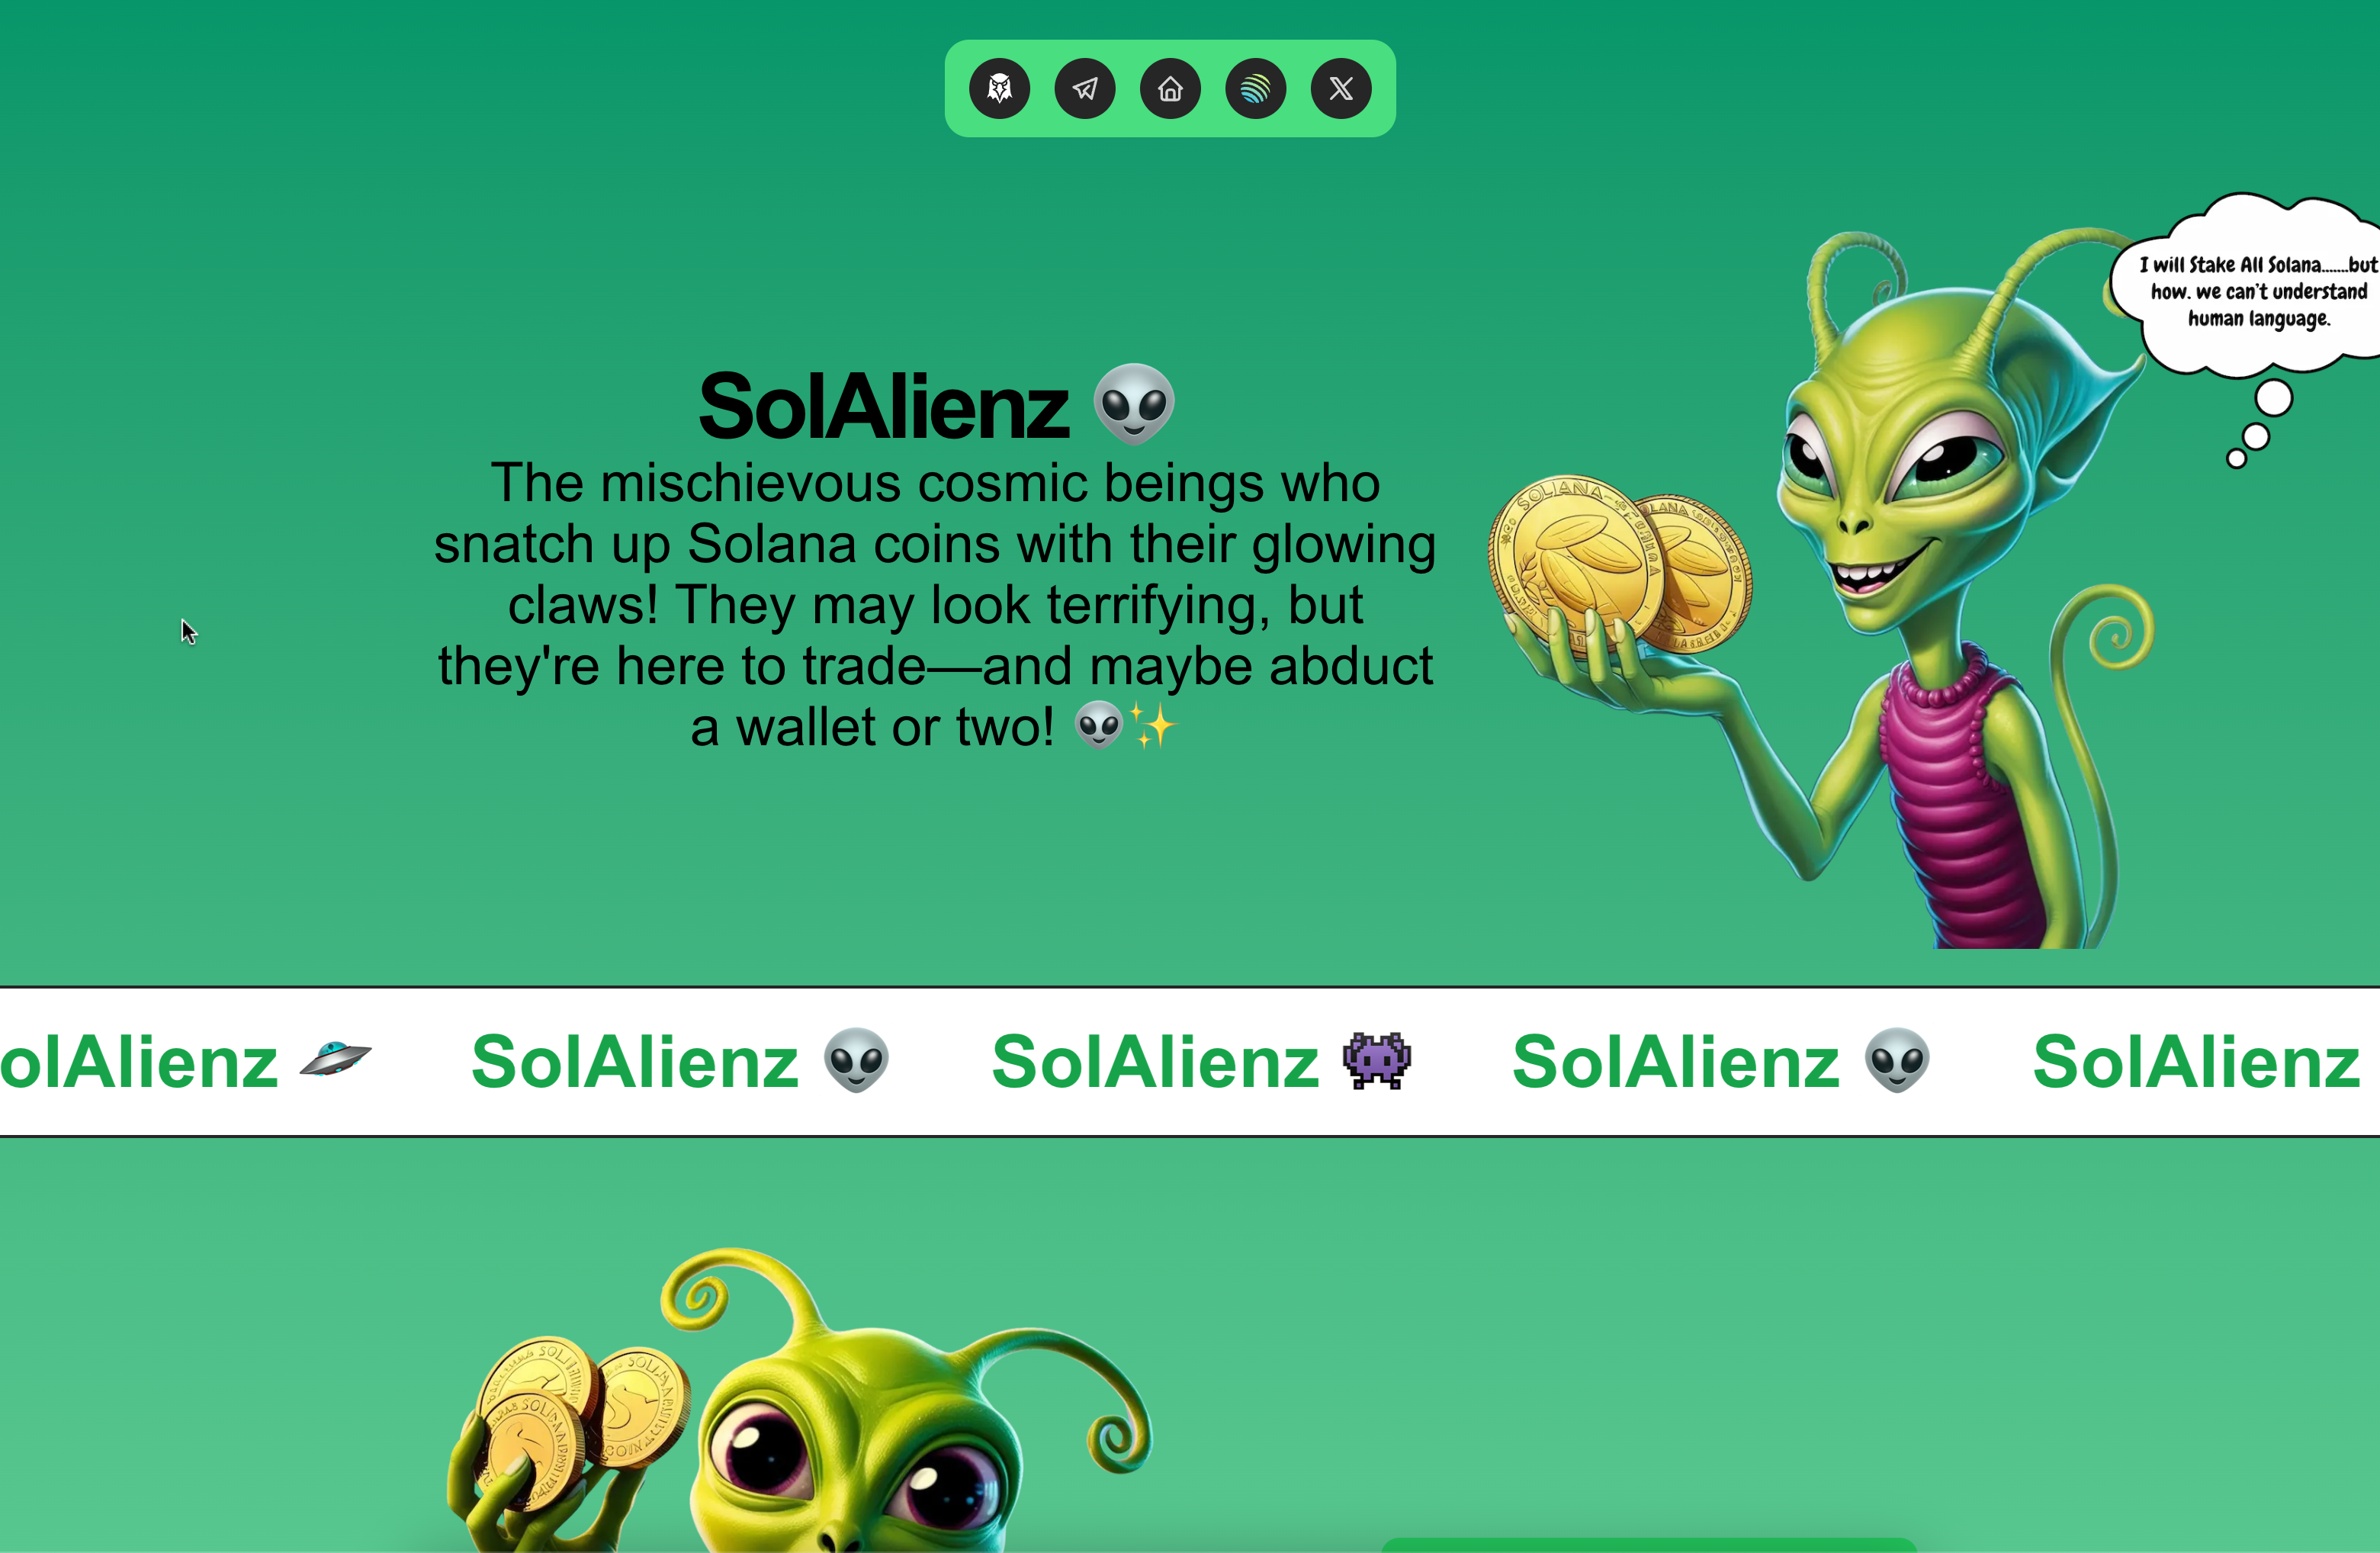 I will Stake All Solana.......but
how. we can't understand
human language.
SolAlienz 👽
The mischievous cosmic beings who
snatch up Solana coins with their glowing
claws! They may look terrifying, but
they're here to trade—and maybe abduct
a wallet or two! 👽✨
SOLANA
olAlienz 🛸 SolAlienz 👽 SolAlienz 👾 SolAlienz 👽 SolAlienz